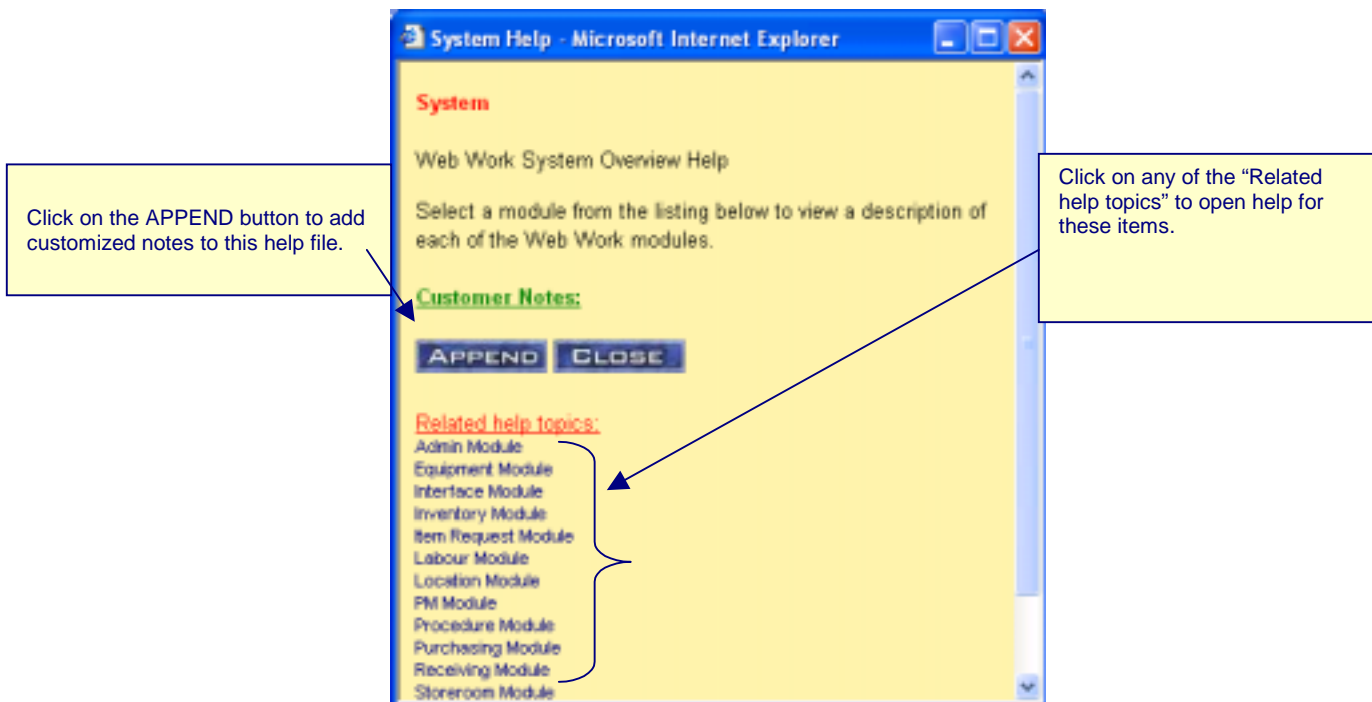 System Help - Microsoft Internet Explorer
System
Web Work System Overview Help
Select a module from the listing below to view a description of
each of the Web Work modules.
Customer Notes:
APPEND CLOSE
Related help topics:
Admin Module
Equipment Module
Interface Module
Inventory Module
Item Request Module
Labour Module
Location Module
PM Module
Procedure Module
Purchasing Module
Receiving Module
Storeroom Module
Click on the APPEND button to add
customized notes to this help file.
Click on any of the “Related
help topics” to open help for
these items.